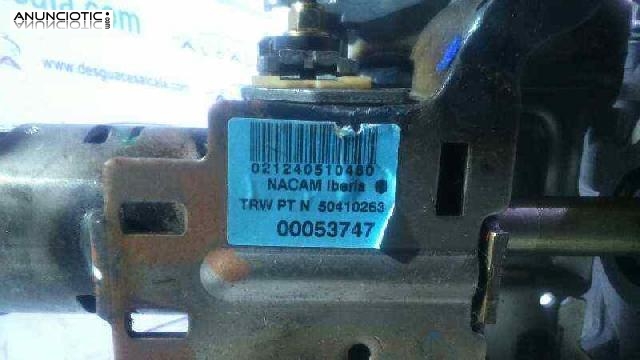 ANUNCIOTIC.com
www.desguacesalcala.com
021240510480
NACAM Iberia
TRW PT N 50410263
00053747